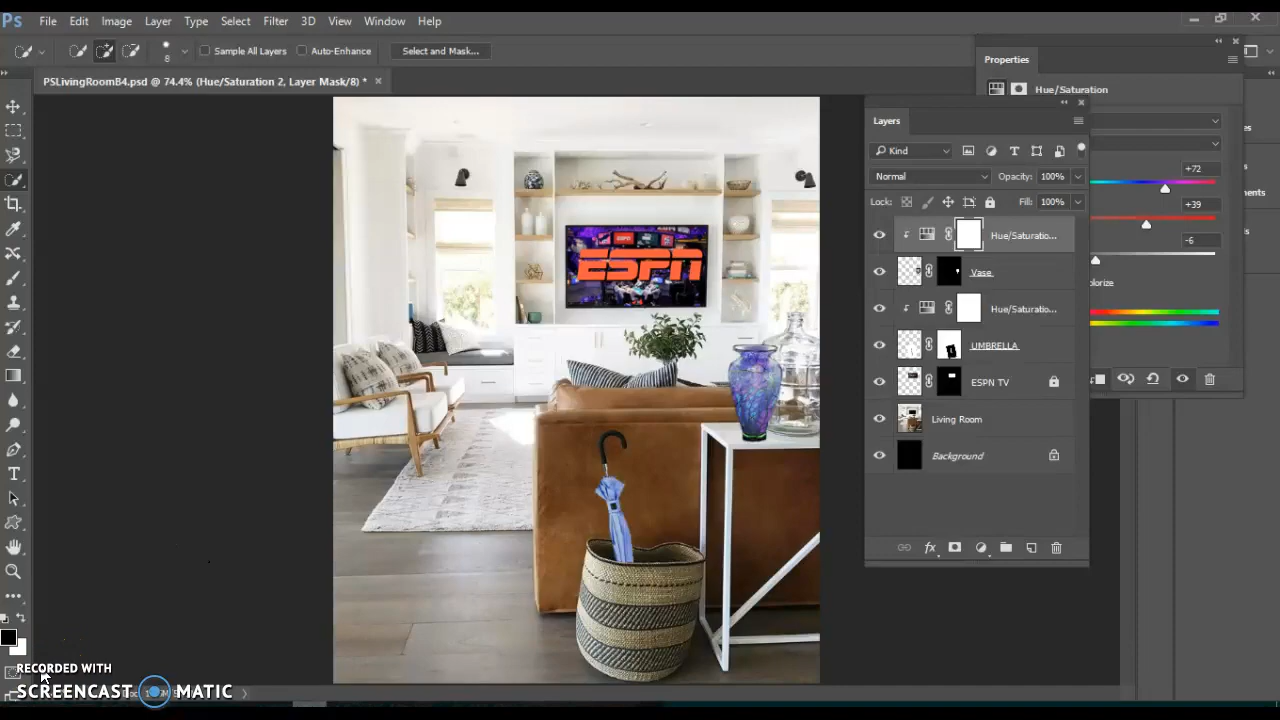 Ps File Edit Image Layer Type Select Filter 3D View Window Help
8 Sample All Layers Auto-Enhance Select and Mask...
PSLivingRoomB4.psd @ 74.4% (Hue/Saturation 2, Layer Mask/8) *
Properties
Hue/Saturation
Layers
Kind
Normal Opacity: 100%
Lock: Fill: 100%
Hue/Saturatio...
Vase
Hue/Saturatio...
UMBRELLA
ESPN TV
Living Room
Background
+72
+39
-6
olorize
ESPN
RECORDED WITH
SCREENCAST MATIC